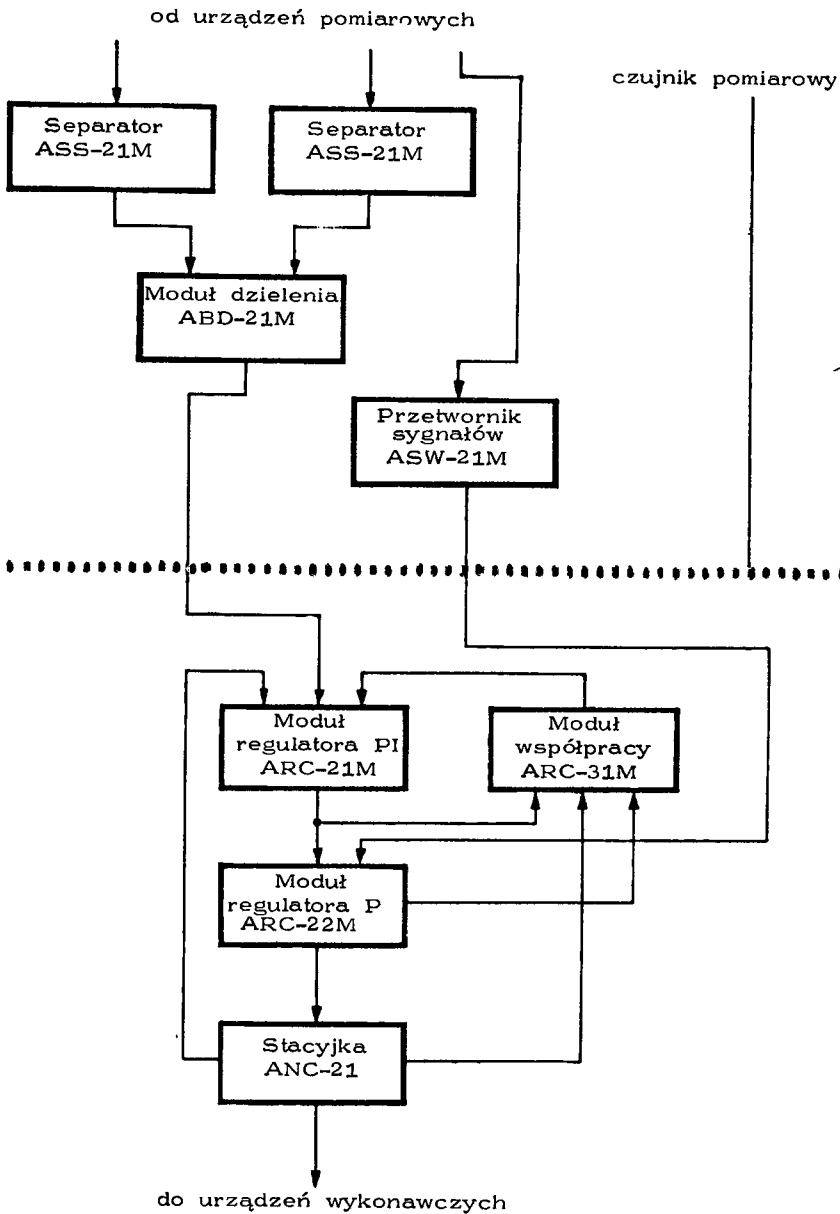 od urządzeń pomiarowych
czujnik pomiarowy
Separator
ASS-21M
Separator
ASS-21M
Moduł dzielenia
ABD-21M
Przetwornik
sygnałów
ASW-21M
Moduł
regulatora PI
ARC-21M
Moduł
współpracy
ARC-31M
Moduł
regulatora P
ARC-22M
Stacyjka
ANC-21
do urządzeń wykonawczych